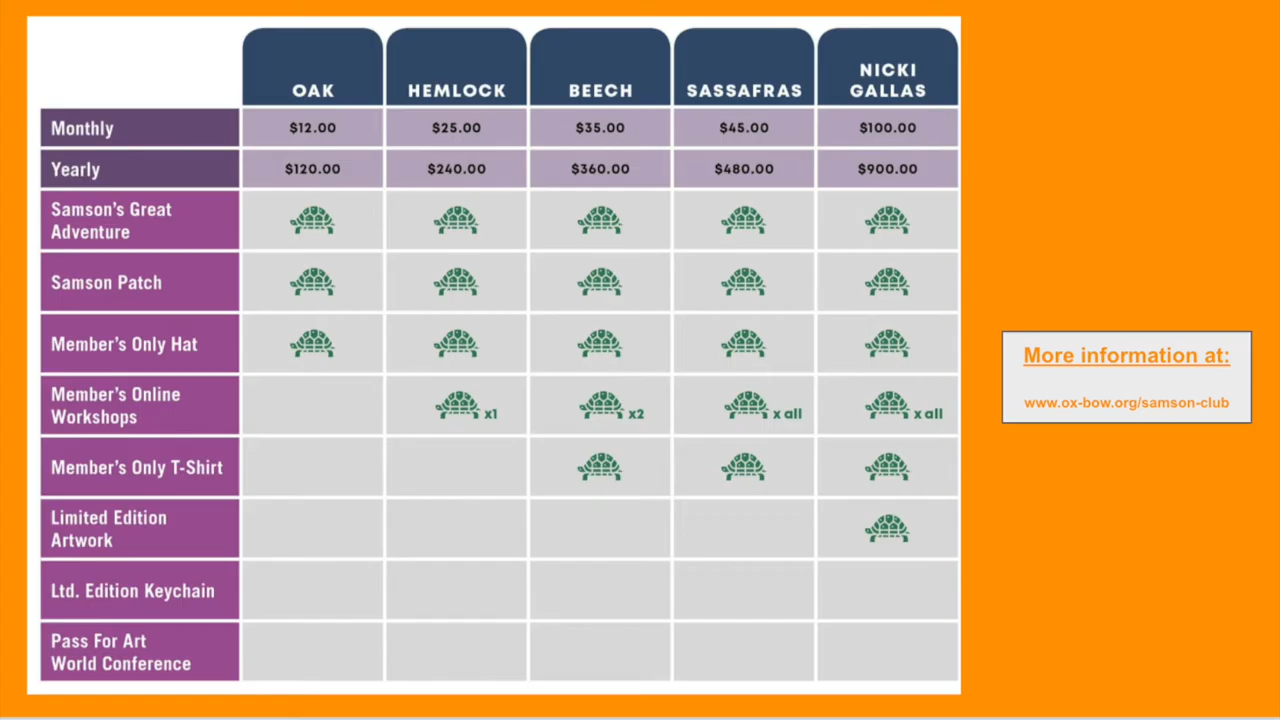 OAK HEMLOCK BEECH SASSAFRAS NICKI GALLAS
Monthly $12.00 $25.00 $35.00 $45.00 $100.00
Yearly $120.00 $240.00 $360.00 $480.00 $900.00
Samson's Great
Adventure
Samson Patch
Member's Only Hat
Member's Online
Workshops x1 x2 x all x all
Member's Only T-Shirt
Limited Edition
Artwork
Ltd. Edition Keychain
Pass For Art
World Conference
More information at:
www.ox-bow.org/samson-club